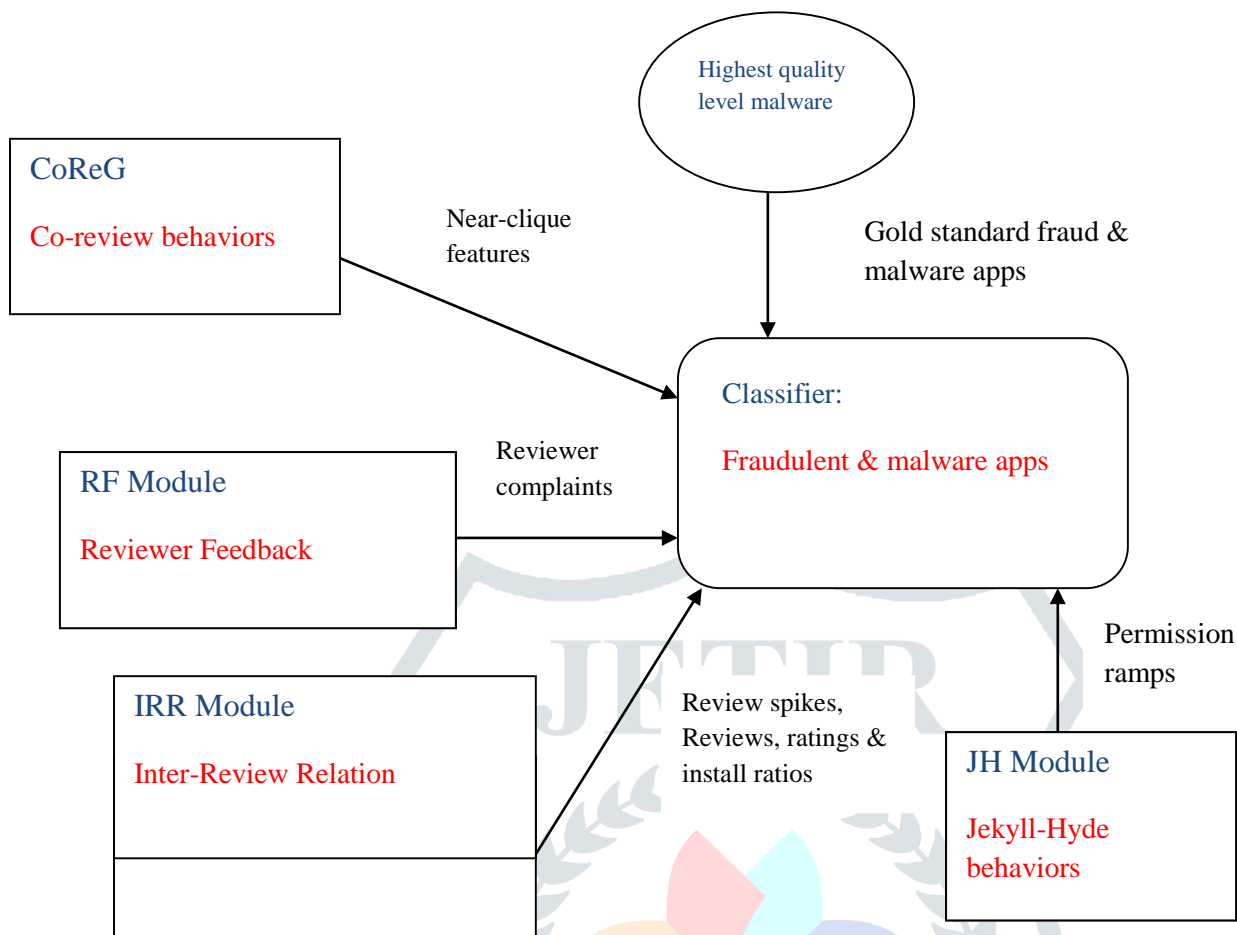 Highest quality
level malware
CoReG
Co-review behaviors
Near-clique
features
Gold standard fraud &
malware apps
Classifier:
Fraudulent & malware apps
RF Module
Reviewer Feedback
Reviewer
complaints
Permission
ramps
JETIR
IRR Module
Inter-Review Relation
Review spikes,
Reviews, ratings &
install ratios
JH Module
Jekyll-Hyde
behaviors